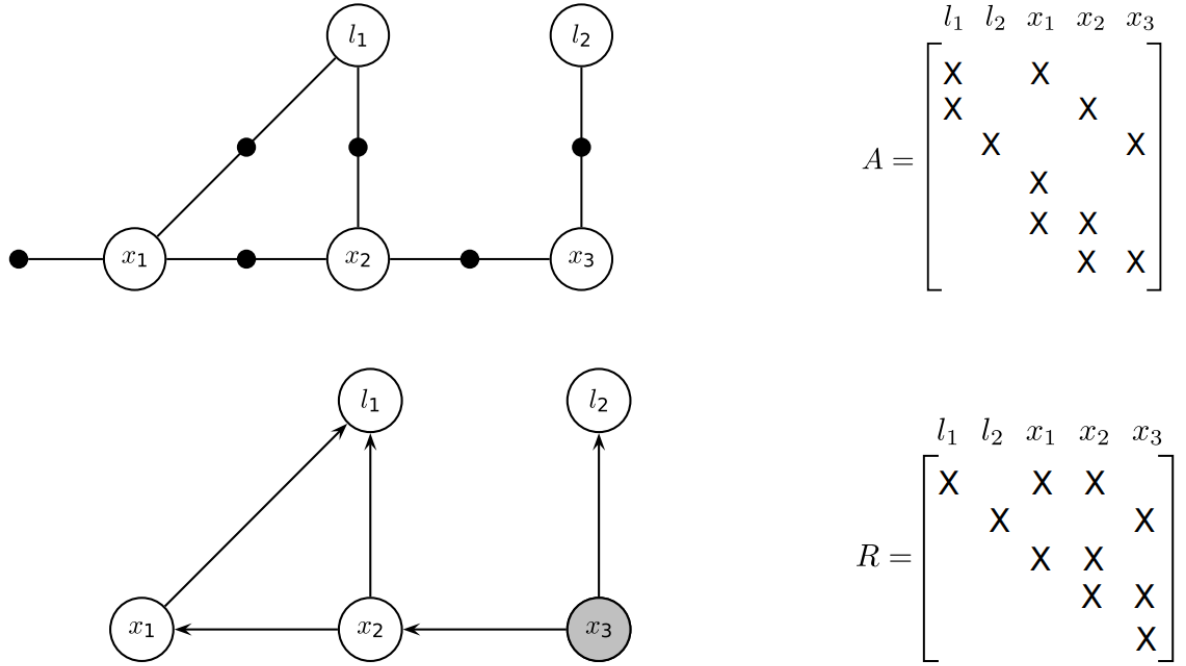 l₁ l₂
x₁ x₂ x₃
l₁ l₂ x₁ x₂ x₃
A =
X X
X X
X X
X
X X
X X
l₁ l₂
x₁ x₂ x₃
l₁ l₂ x₁ x₂ x₃
R =
X X X
X X
X X
X X
X